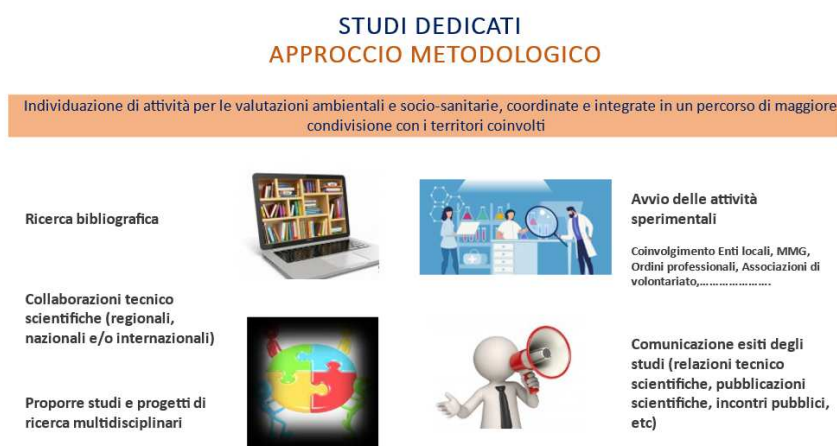 STUDI DEDICATI
APPROCCIO METODOLOGICO
Individuazione di attività per le valutazioni ambientali e socio-sanitarie, coordinate e integrate in un percorso di maggiore
condivisione con i territori coinvolti
Ricerca bibliografica
Collaborazioni tecnico
scientifiche (regionali,
nazionali e/o internazionali)
Proporre studi e progetti di
ricerca multidisciplinari
Avvio delle attività
sperimentali
Coinvolgimento Enti locali, MMG,
Ordini professionali, Associazioni di
volontariato,.....................
Comunicazione esiti degli
studi (relazioni tecnico
scientifiche, pubblicazioni
scientifiche, incontri pubblici,
etc)